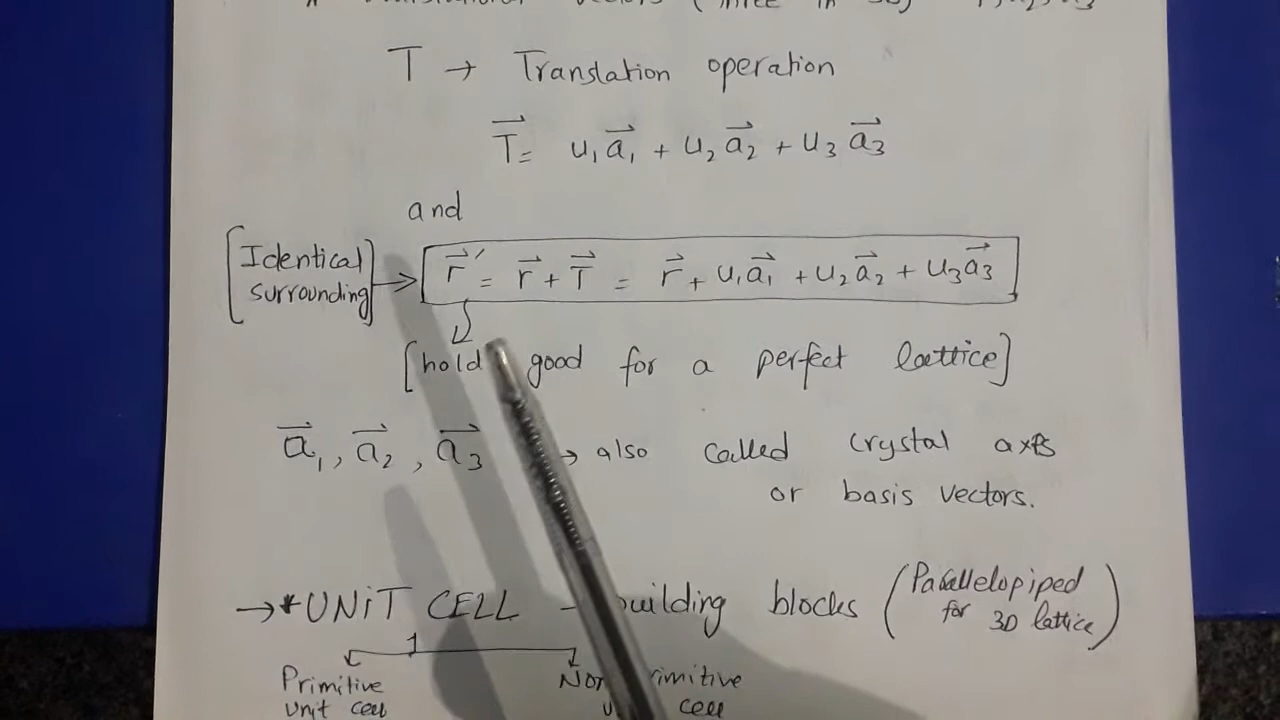 T → Translation operation
T⃗ = u₁a⃗₁ + u₂a⃗₂ + u₃a⃗₃
and
[Identical surrounding] → r⃗′ = r⃗ + T⃗ = r⃗ + u₁a⃗₁ + u₂a⃗₂ + u₃a⃗₃
[hold good for a perfect lattice]
a⃗₁, a⃗₂, a⃗₃ → also called crystal axes
or basis vectors.
→ *UNiT CELL - building blocks (Parallelopiped for 3D lattice)
Primitive unit cell
Primitive cell